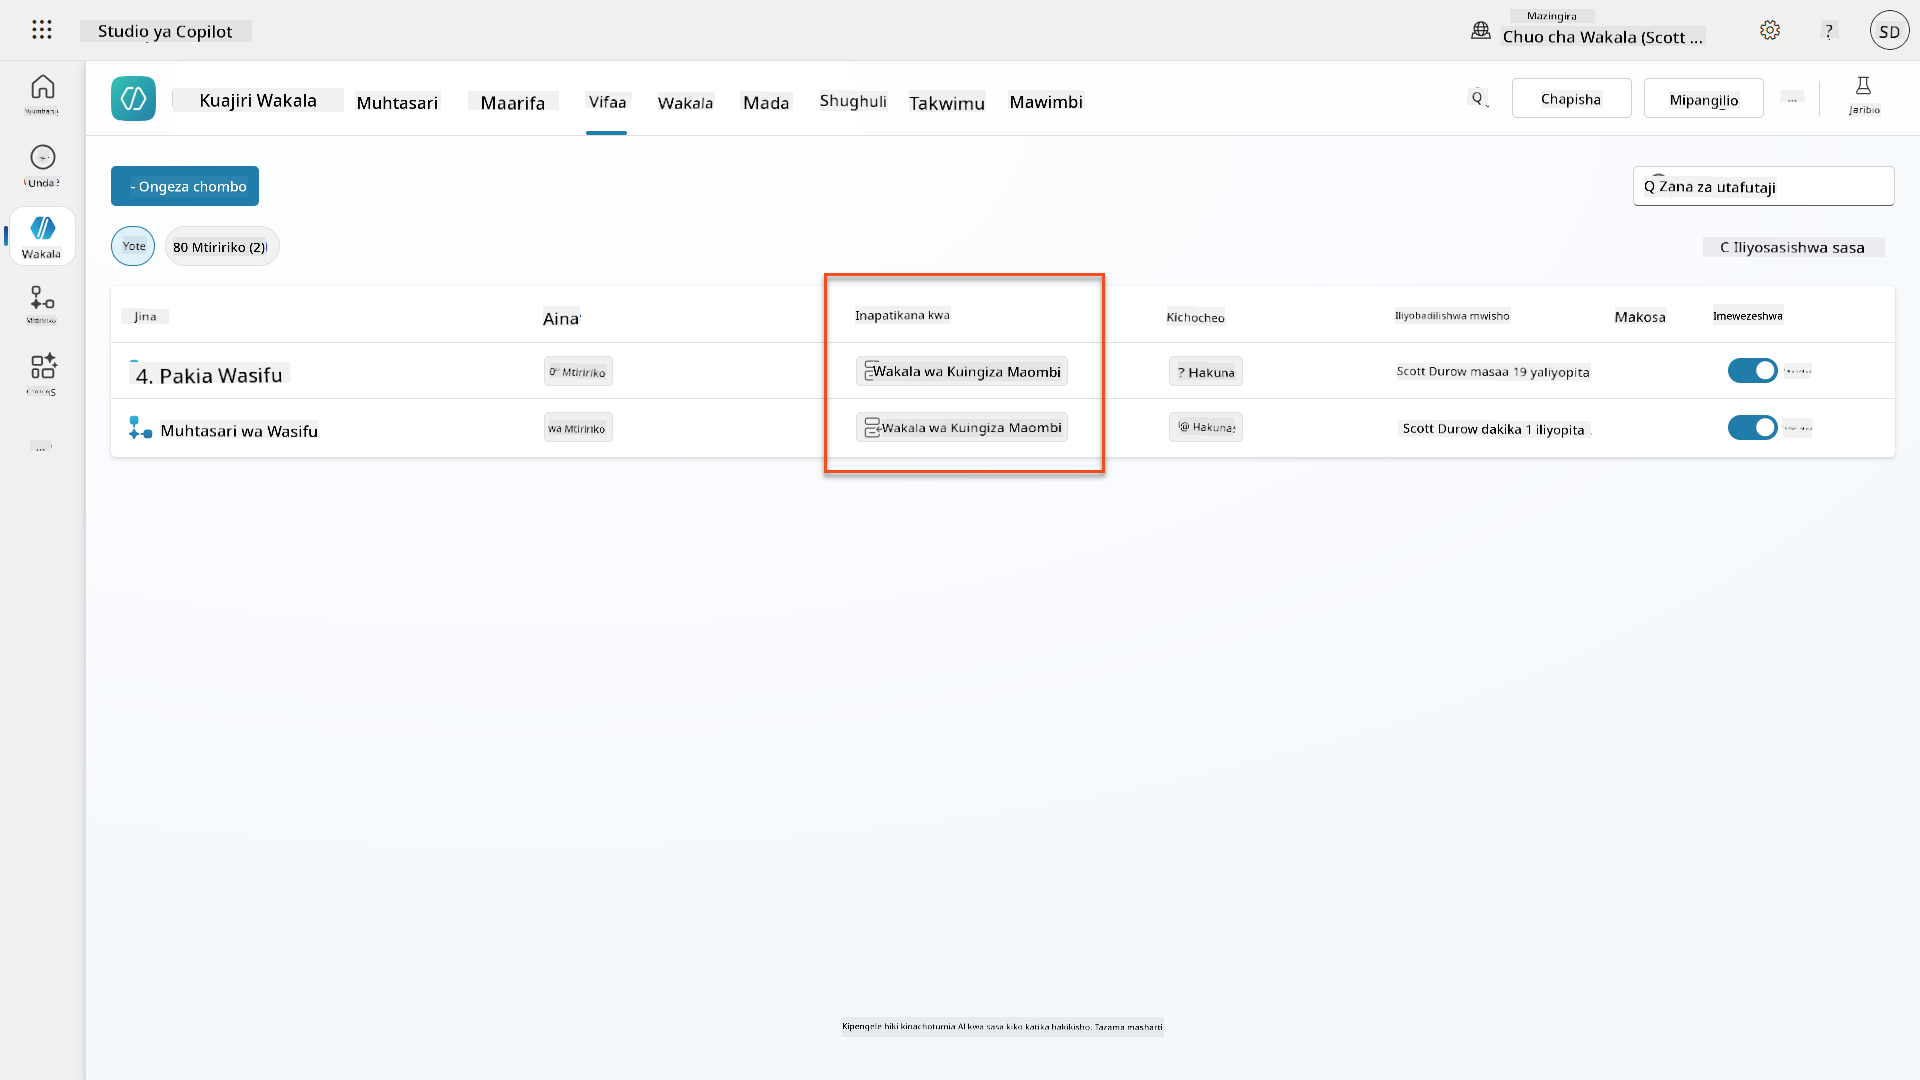 Studio ya Copilot
Mazingira
Chuo cha Wakala (Scott ...
?
SD
Kuajiri Wakala
Muhtasari
Maarifa
Vifaa
Wakala
Mada
Shughuli
Takwimu
Mawimbi
Q
Chapisha
Mipangilio
...
Jaribio
Unda
Wakala
Mtiririko
...
- Ongeza chombo
Q Zana za utafutaji
Yote
80 Mtiririko (2)
C Iliyosasishwa sasa
Jina
Aina
Inapatikana kwa
Kichocheo
Iliyobadilishwa mwisho
Makosa
Imewezeshwa
4. Pakia Wasifu
Mtiririko
Wakala wa Kuingiza Maombi
? Hakuna
Scott Durow masaa 19 yaliyopita
Muhtasari wa Wasifu
wa Mtiririko
Wakala wa Kuingiza Maombi
@ Hakuna
Scott Durow dakika 1 iliyopita
Kipengele hiki kinachotumia AI kwa sasa kiko katika hakikisho. Tazama masharti